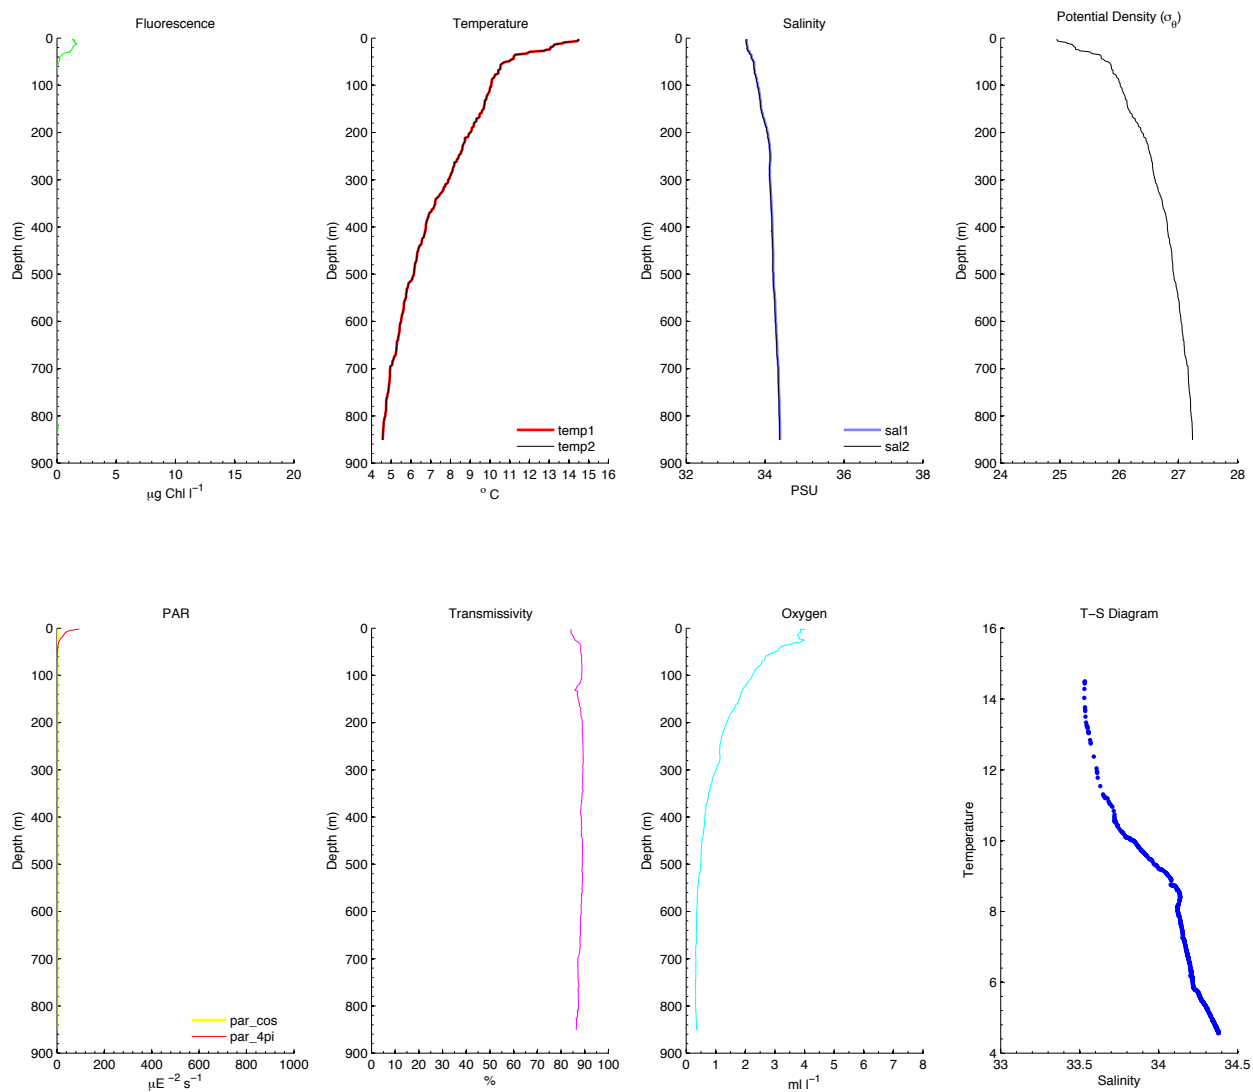 Fluorescence
0
100
200
300
400
500
600
700
800
900
Depth (m)
0 5 10 15 20
μg Chl l⁻¹
Temperature
0
100
200
300
400
500
600
700
800
900
Depth (m)
temp1
temp2
4 5 6 7 8 9 10 11 12 13 14 15 16
° C
Salinity
0
100
200
300
400
500
600
700
800
900
Depth (m)
sal1
sal2
32 34 36 38
PSU
Potential Density (σθ)
0
100
200
300
400
500
600
700
800
900
Depth (m)
24 25 26 27 28
PAR
0
100
200
300
400
500
600
700
800
900
Depth (m)
par_cos
par_4pi
0 200 400 600 800 1000
μE⁻² s⁻¹
Transmissivity
0
100
200
300
400
500
600
700
800
900
Depth (m)
0 10 20 30 40 50 60 70 80 90 100
%
Oxygen
0
100
200
300
400
500
600
700
800
900
Depth (m)
0 1 2 3 4 5 6 7 8
ml l⁻¹
T−S Diagram
16
14
12
10
8
6
4
Temperature
33 33.5 34 34.5
Salinity